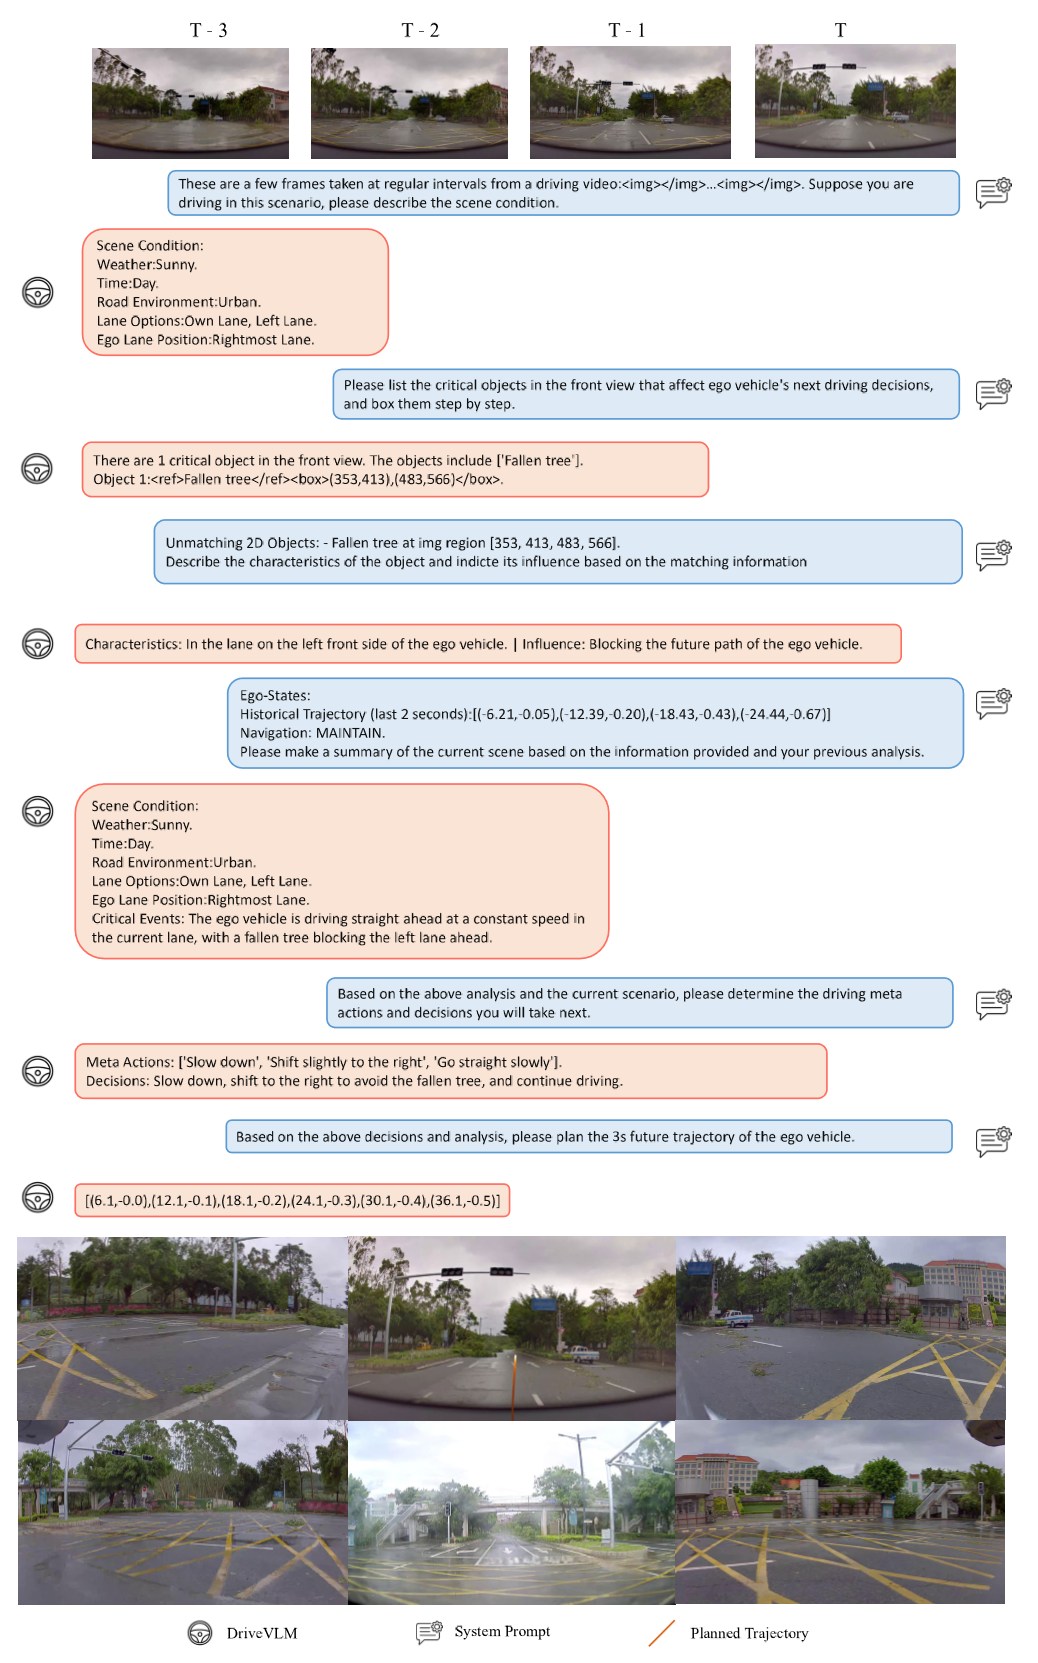 T - 3
T - 2
T - 1
T
These are a few frames taken at regular intervals from a driving video:<img></img>...<img></img>. Suppose you are
driving in this scenario, please describe the scene condition.
Scene Condition:
Weather:Sunny.
Time:Day.
Road Environment:Urban.
Lane Options:Own Lane, Left Lane.
Ego Lane Position:Rightmost Lane.
Please list the critical objects in the front view that affect ego vehicle's next driving decisions,
and box them step by step.
There are 1 critical object in the front view. The objects include ['Fallen tree'].
Object 1:<ref>Fallen tree</ref><box>(353,413),(483,566)</box>.
Unmatching 2D Objects: - Fallen tree at img region [353, 413, 483, 566].
Describe the characteristics of the object and indicte its influence based on the matching information
Characteristics: In the lane on the left front side of the ego vehicle. | Influence: Blocking the future path of the ego vehicle.
Ego-States:
Historical Trajectory (last 2 seconds):[(-6.21,-0.05),(-12.39,-0.20),(-18.43,-0.43),(-24.44,-0.67)]
Navigation: MAINTAIN.
Please make a summary of the current scene based on the information provided and your previous analysis.
Scene Condition:
Weather:Sunny.
Time:Day.
Road Environment:Urban.
Lane Options:Own Lane, Left Lane.
Ego Lane Position:Rightmost Lane.
Critical Events: The ego vehicle is driving straight ahead at a constant speed in
the current lane, with a fallen tree blocking the left lane ahead.
Based on the above analysis and the current scenario, please determine the driving meta
actions and decisions you will take next.
Meta Actions: ['Slow down', 'Shift slightly to the right', 'Go straight slowly'].
Decisions: Slow down, shift to the right to avoid the fallen tree, and continue driving.
Based on the above decisions and analysis, please plan the 3s future trajectory of the ego vehicle.
[(6.1,-0.0),(12.1,-0.1),(18.1,-0.2),(24.1,-0.3),(30.1,-0.4),(36.1,-0.5)]
DriveVLM
System Prompt
Planned Trajectory